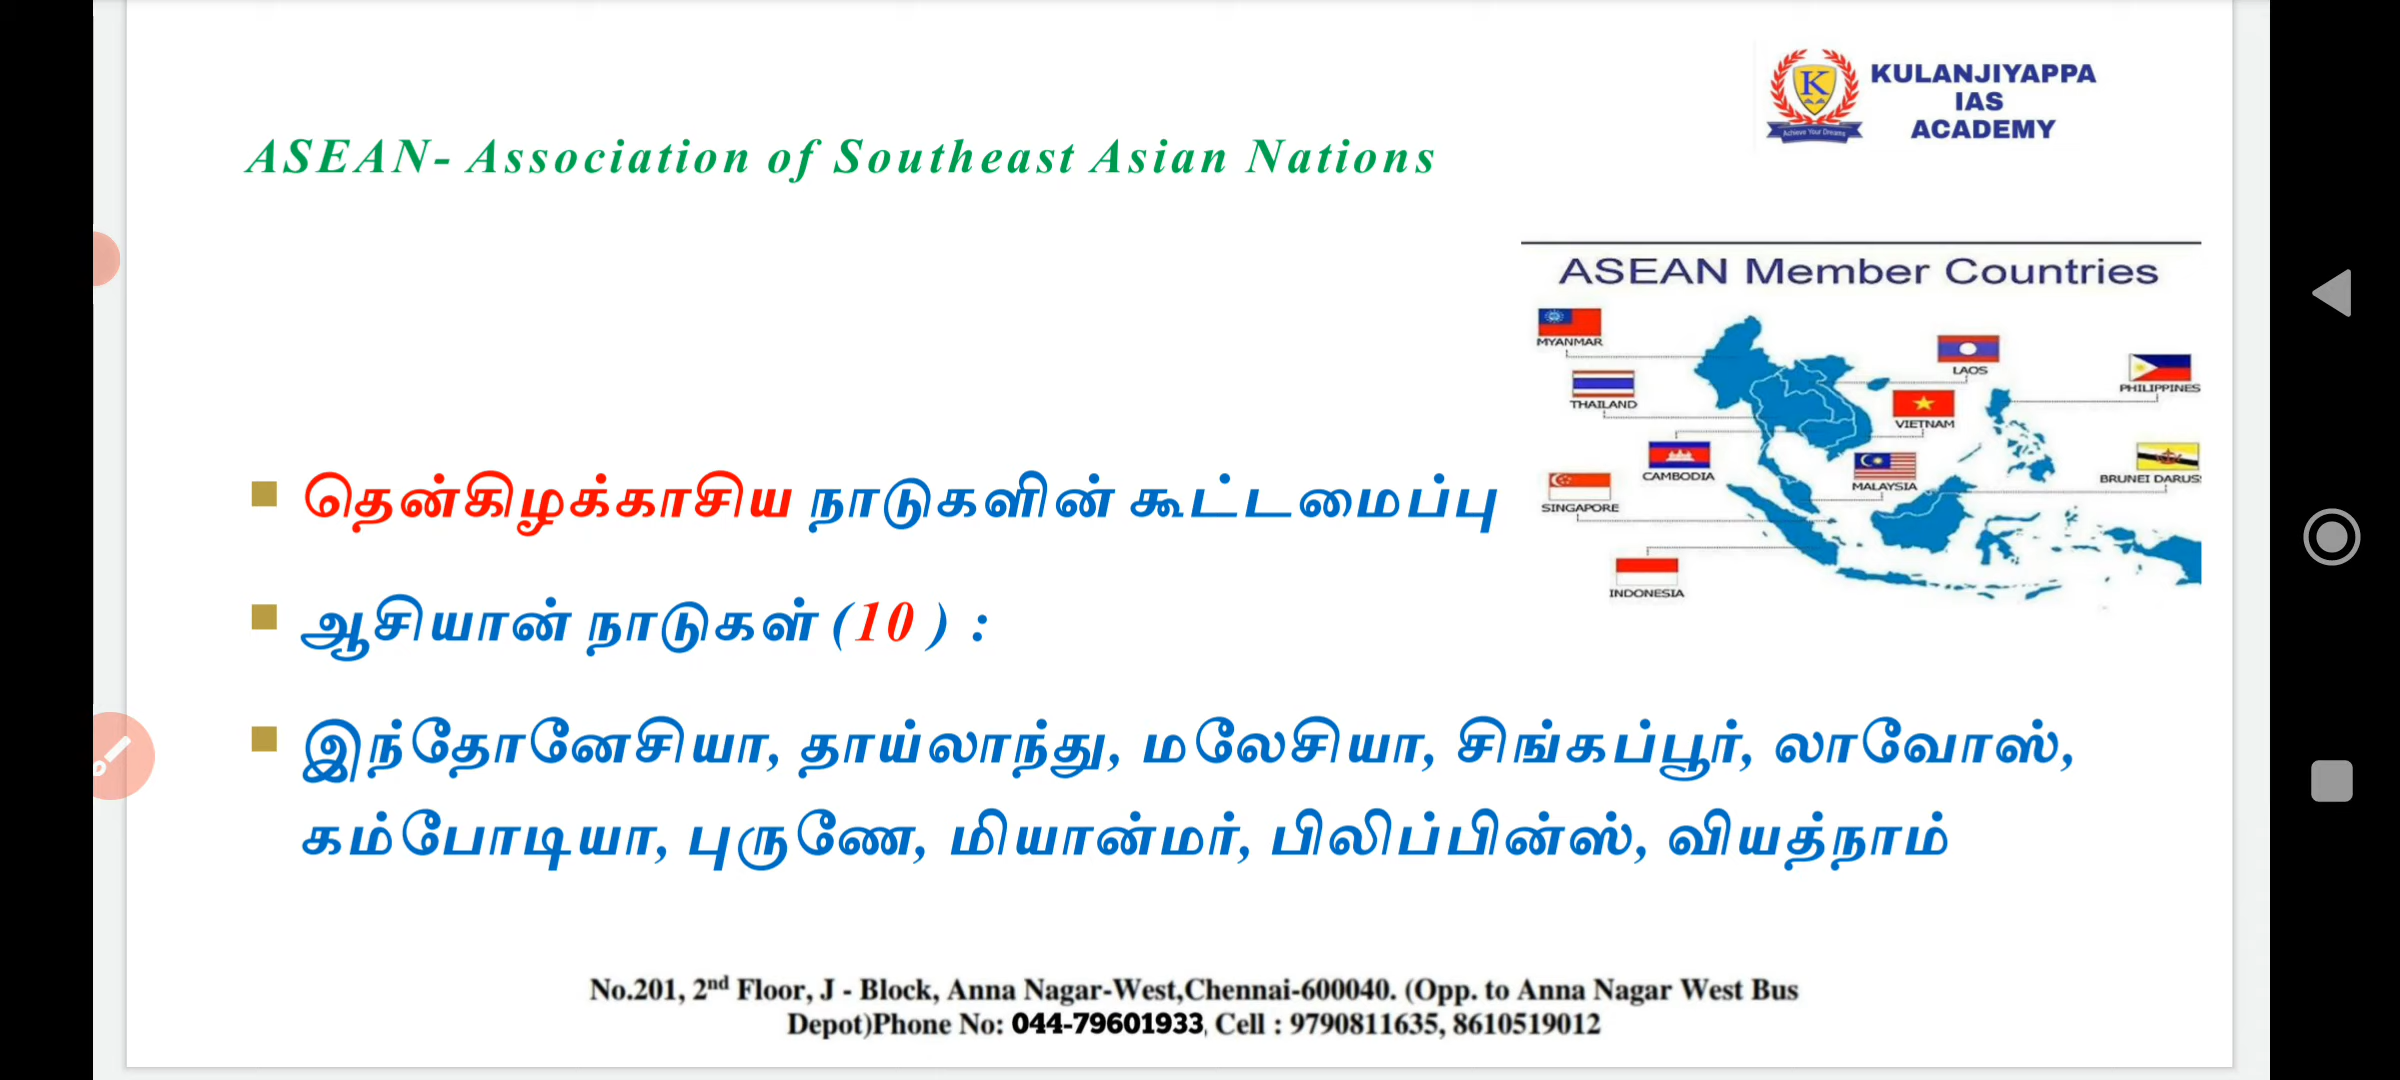 KULANJIYAPPA
IAS
ACADEMY
Achieve Your Dreams
ASEAN- Association of Southeast Asian Nations
ASEAN Member Countries
MYANMAR
LAOS
PHILIPPINES
THAILAND
VIETNAM
CAMBODIA
MALAYSIA
BRUNEI DARUS
SINGAPORE
INDONESIA
தென்கிழக்காசிய நாடுகளின் கூட்டமைப்பு
ஆசியான் நாடுகள் (10 ) :
இந்தோனேசியா, தாய்லாந்து, மலேசியா, சிங்கப்பூர், லாவோஸ்,
கம்போடியா, புருணே, மியான்மர், பிலிப்பின்ஸ், வியத்நாம்
No.201, 2nd Floor, J - Block, Anna Nagar-West,Chennai-600040. (Opp. to Anna Nagar West Bus
Depot)Phone No: 044-79601933, Cell : 9790811635, 8610519012